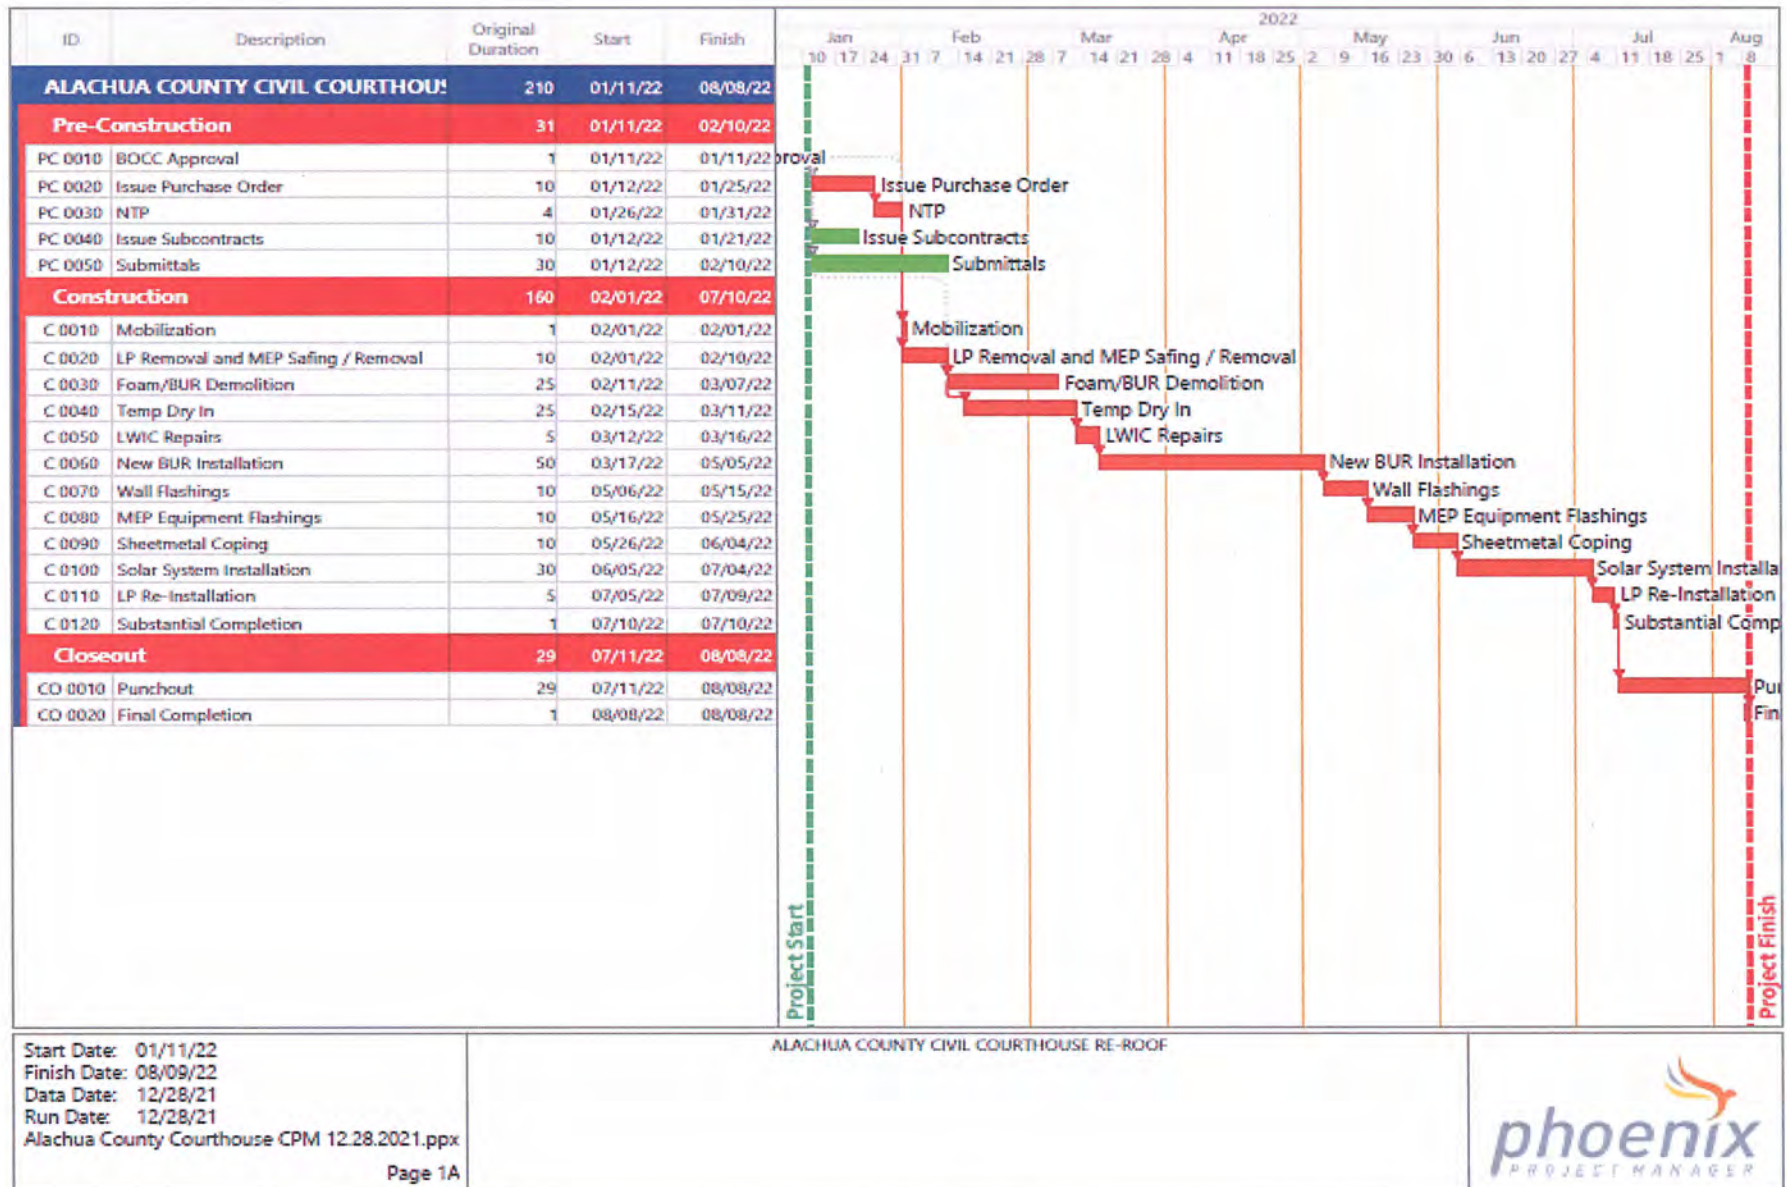 ID Description Original Duration Start Finish
2022
Jan Feb Mar Apr May Jun Jul Aug
10 17 24 31 7 14 21 28 7 14 21 28 4 11 18 25 2 9 16 23 30 6 13 20 27 4 11 18 25 1 8
ALACHUA COUNTY CIVIL COURTHOU 210 01/11/22 08/08/22
Pre-Construction 31 01/11/22 02/10/22
PC 0010 BOCC Approval 1 01/11/22 01/11/22 proval
PC 0020 Issue Purchase Order 10 01/12/22 01/25/22 Issue Purchase Order
PC 0030 NTP 4 01/26/22 01/31/22 NTP
PC 0040 Issue Subcontracts 10 01/12/22 01/21/22 Issue Subcontracts
PC 0050 Submittals 30 01/12/22 02/10/22 Submittals
Construction 160 02/01/22 07/10/22
C 0010 Mobilization 1 02/01/22 02/01/22 Mobilization
C 0020 LP Removal and MEP Safing / Removal 10 02/01/22 02/10/22 LP Removal and MEP Safing / Removal
C 0030 Foam/BUR Demolition 25 02/11/22 03/07/22 Foam/BUR Demolition
C 0040 Temp Dry In 25 02/15/22 03/11/22 Temp Dry In
C 0050 LWIC Repairs 5 03/12/22 03/16/22 LWIC Repairs
C 0060 New BUR Installation 50 03/17/22 05/05/22 New BUR Installation
C 0070 Wall Flashings 10 05/06/22 05/15/22 Wall Flashings
C 0080 MEP Equipment Flashings 10 05/16/22 05/25/22 MEP Equipment Flashings
C 0090 Sheetmetal Coping 10 05/26/22 06/04/22 Sheetmetal Coping
C 0100 Solar System Installation 30 06/05/22 07/04/22 Solar System Installa
C 0110 LP Re-Installation 5 07/05/22 07/09/22 LP Re-Installation
C 0120 Substantial Completion 1 07/10/22 07/10/22 Substantial Comp
Closeout 29 07/11/22 08/08/22
CO 0010 Punchout 29 07/11/22 08/08/22 Pu
CO 0020 Final Completion 1 08/08/22 08/08/22 Fin
Project Start
Project Finish
Start Date: 01/11/22
Finish Date: 08/09/22
Data Date: 12/28/21
Run Date: 12/28/21
Alachua County Courthouse CPM 12.28.2021.ppx
Page 1A
ALACHUA COUNTY CIVIL COURTHOUSE RE-ROOF
phoenix
PROJECT MANAGER